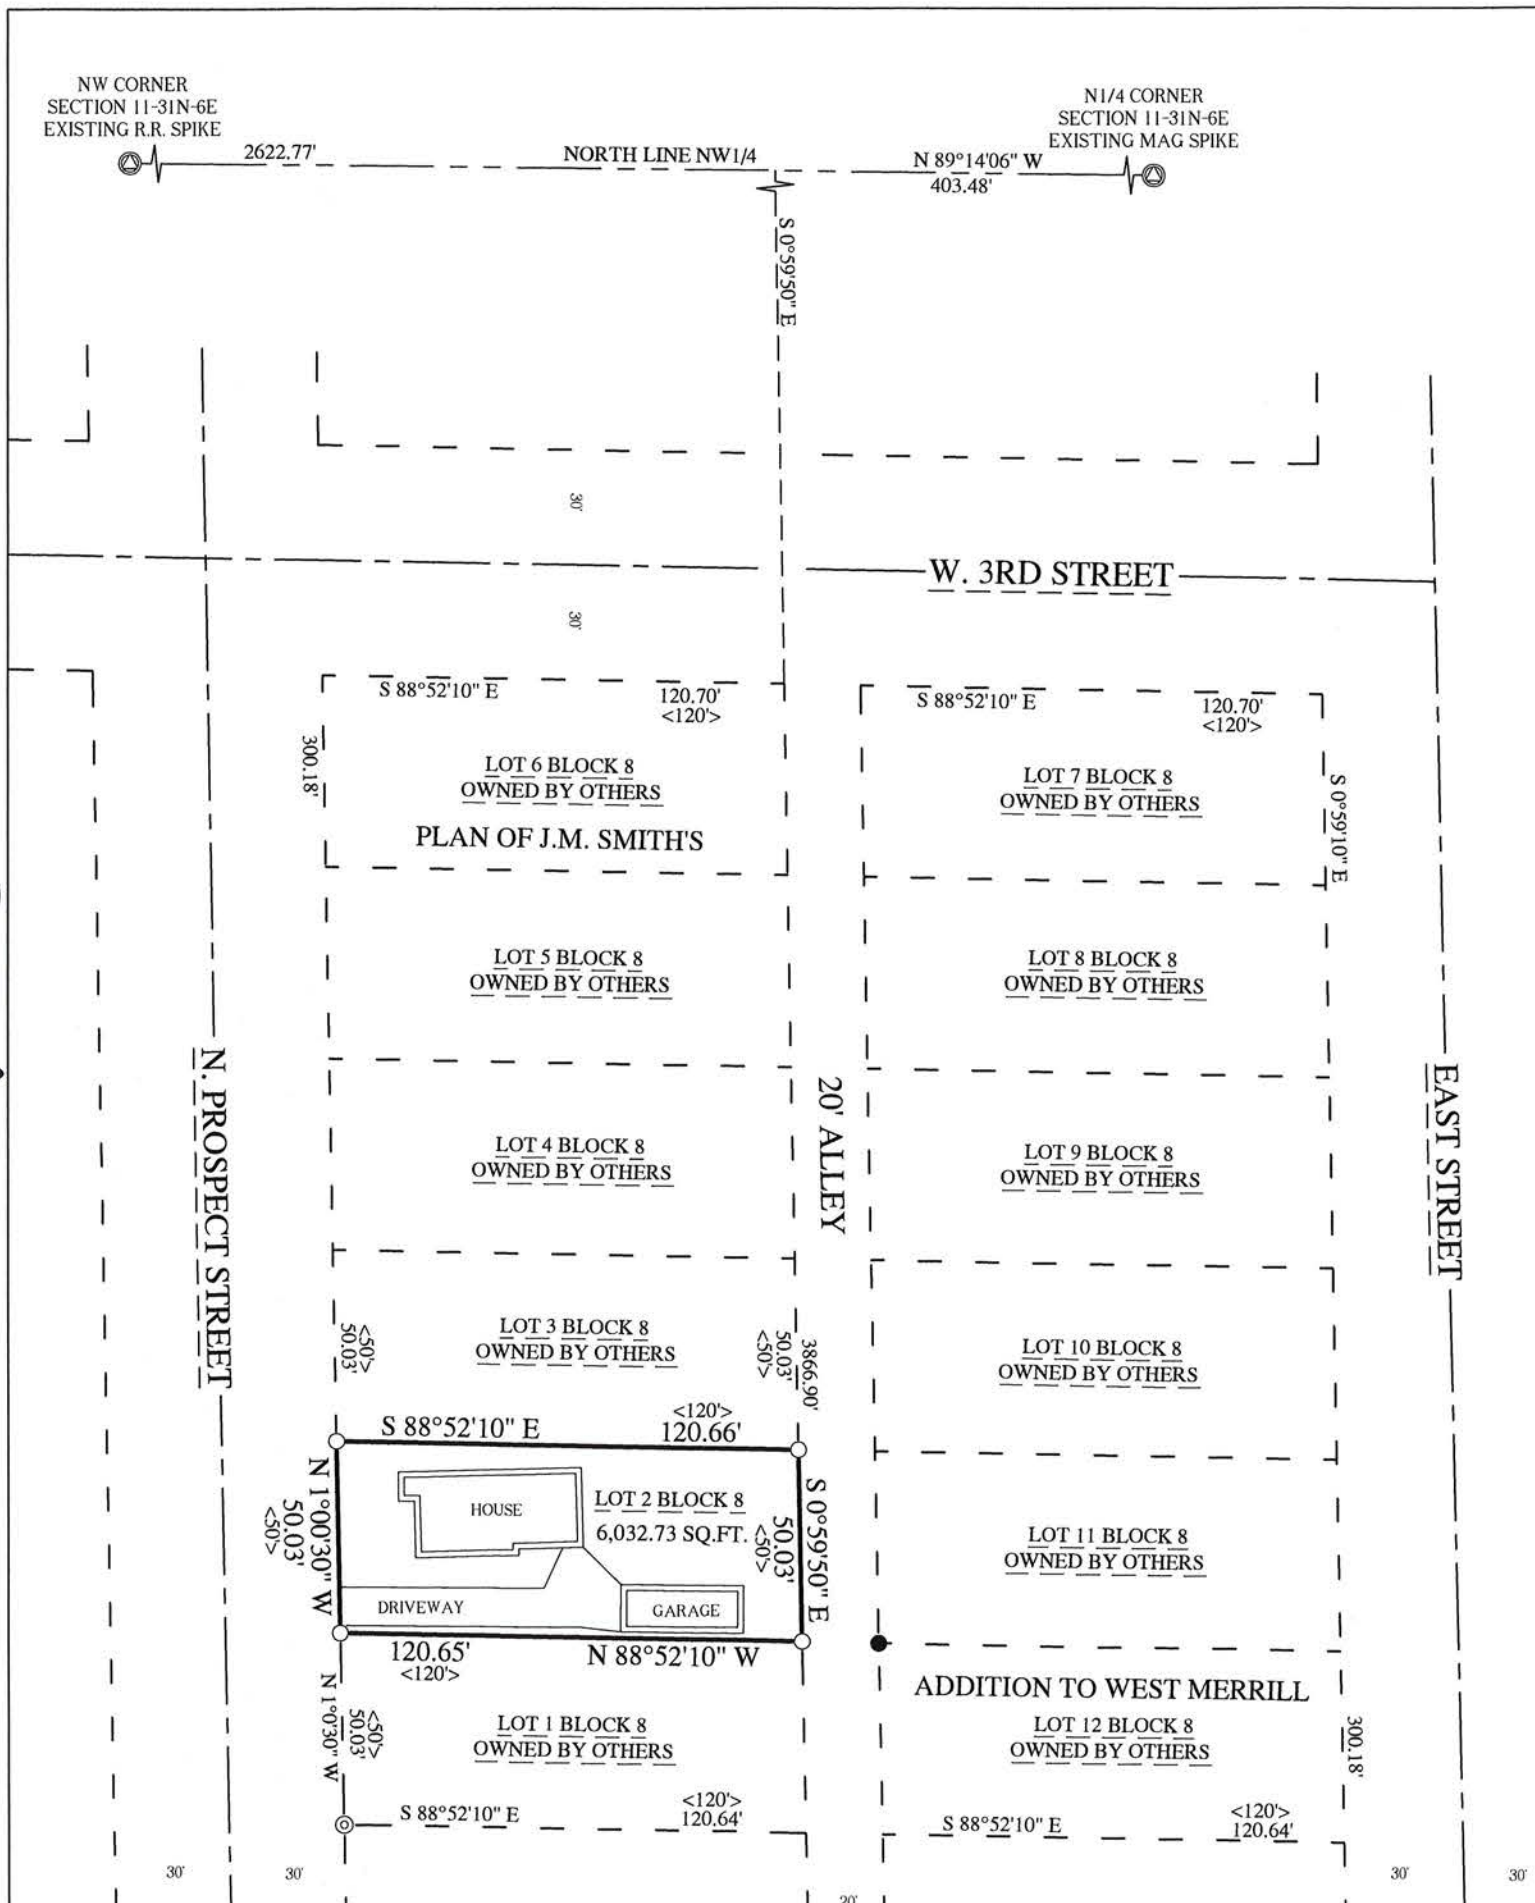 NW CORNER
SECTION 11-31N-6E
EXISTING R.R. SPIKE
N1/4 CORNER
SECTION 11-31N-6E
EXISTING MAG SPIKE
2622.77'
NORTH LINE NW1/4
N 89°14'06" W
403.48'
S 0°59'50" E
30'
W. 3RD STREET
30'
S 88°52'10" E
120.70'
<120'>
S 88°52'10" E
120.70'
<120'>
300.18'
LOT 6 BLOCK 8
OWNED BY OTHERS
LOT 7 BLOCK 8
OWNED BY OTHERS
S 0°59'10" E
PLAN OF J.M. SMITH'S
LOT 5 BLOCK 8
OWNED BY OTHERS
LOT 8 BLOCK 8
OWNED BY OTHERS
N. PROSPECT STREET
20' ALLEY
EAST STREET
LOT 4 BLOCK 8
OWNED BY OTHERS
LOT 9 BLOCK 8
OWNED BY OTHERS
<50'>
50.03'
LOT 3 BLOCK 8
OWNED BY OTHERS
3866.90'
50.03'
<50'>
LOT 10 BLOCK 8
OWNED BY OTHERS
S 88°52'10" E
<120'>
120.66'
N 1°00'30" W
50.03'
<50'>
HOUSE
LOT 2 BLOCK 8
6,032.73 SQ.FT.
S 0°59'50" E
50.03'
<50'>
LOT 11 BLOCK 8
OWNED BY OTHERS
DRIVEWAY
GARAGE
120.65'
<120'>
N 88°52'10" W
ADDITION TO WEST MERRILL
N 1°0'30" W
50.03'
<50'>
LOT 1 BLOCK 8
OWNED BY OTHERS
LOT 12 BLOCK 8
OWNED BY OTHERS
300.18'
S 88°52'10" E
<120'>
120.64'
S 88°52'10" E
<120'>
120.64'
30'
30'
30'
30'
20'